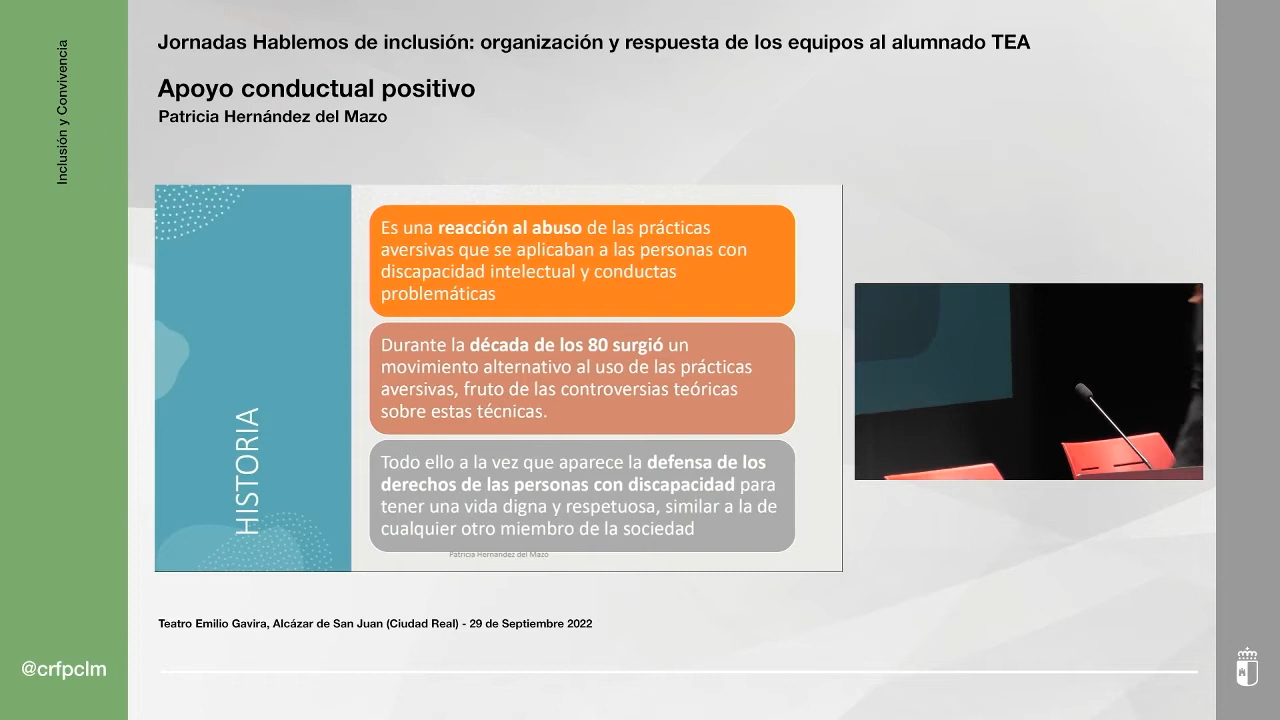 Inclusión y Convivencia
Jornadas Hablemos de inclusión: organización y respuesta de los equipos al alumnado TEA
Apoyo conductual positivo
Patricia Hernández del Mazo
HISTORIA
Es una reacción al abuso de las prácticas
aversivas que se aplicaban a las personas con
discapacidad intelectual y conductas
problemáticas
Durante la década de los 80 surgió un
movimiento alternativo al uso de las prácticas
aversivas, fruto de las controversias teóricas
sobre estas técnicas.
Todo ello a la vez que aparece la defensa de los
derechos de las personas con discapacidad para
tener una vida digna y respetuosa, similar a la de
cualquier otro miembro de la sociedad
Patricia Hernández del Mazo
Teatro Emilio Gavira, Alcázar de San Juan (Ciudad Real) - 29 de Septiembre 2022
@crfpclm